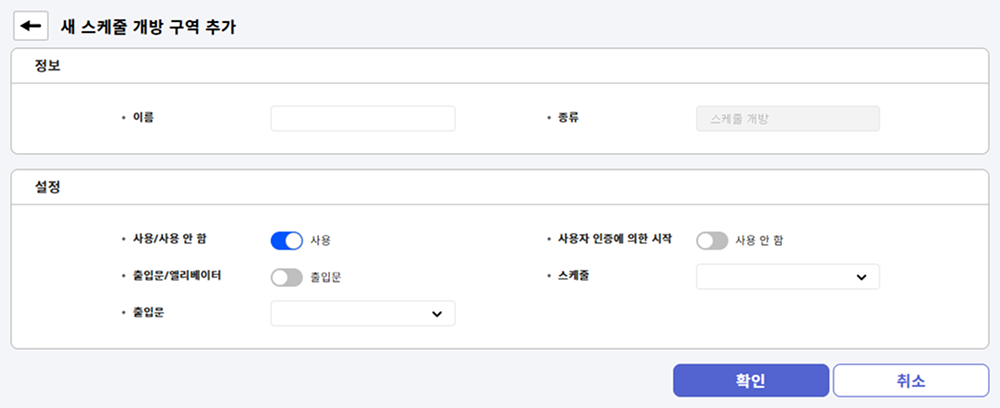 새 스케줄 개방 구역 추가
정보
• 이름
• 종류 스케줄 개방
설정
• 사용/사용 안 함 사용
• 사용자 인증에 의한 시작 사용 안 함
• 출입문/엘리베이터 출입문
• 스케줄
• 출입문
확인 취소